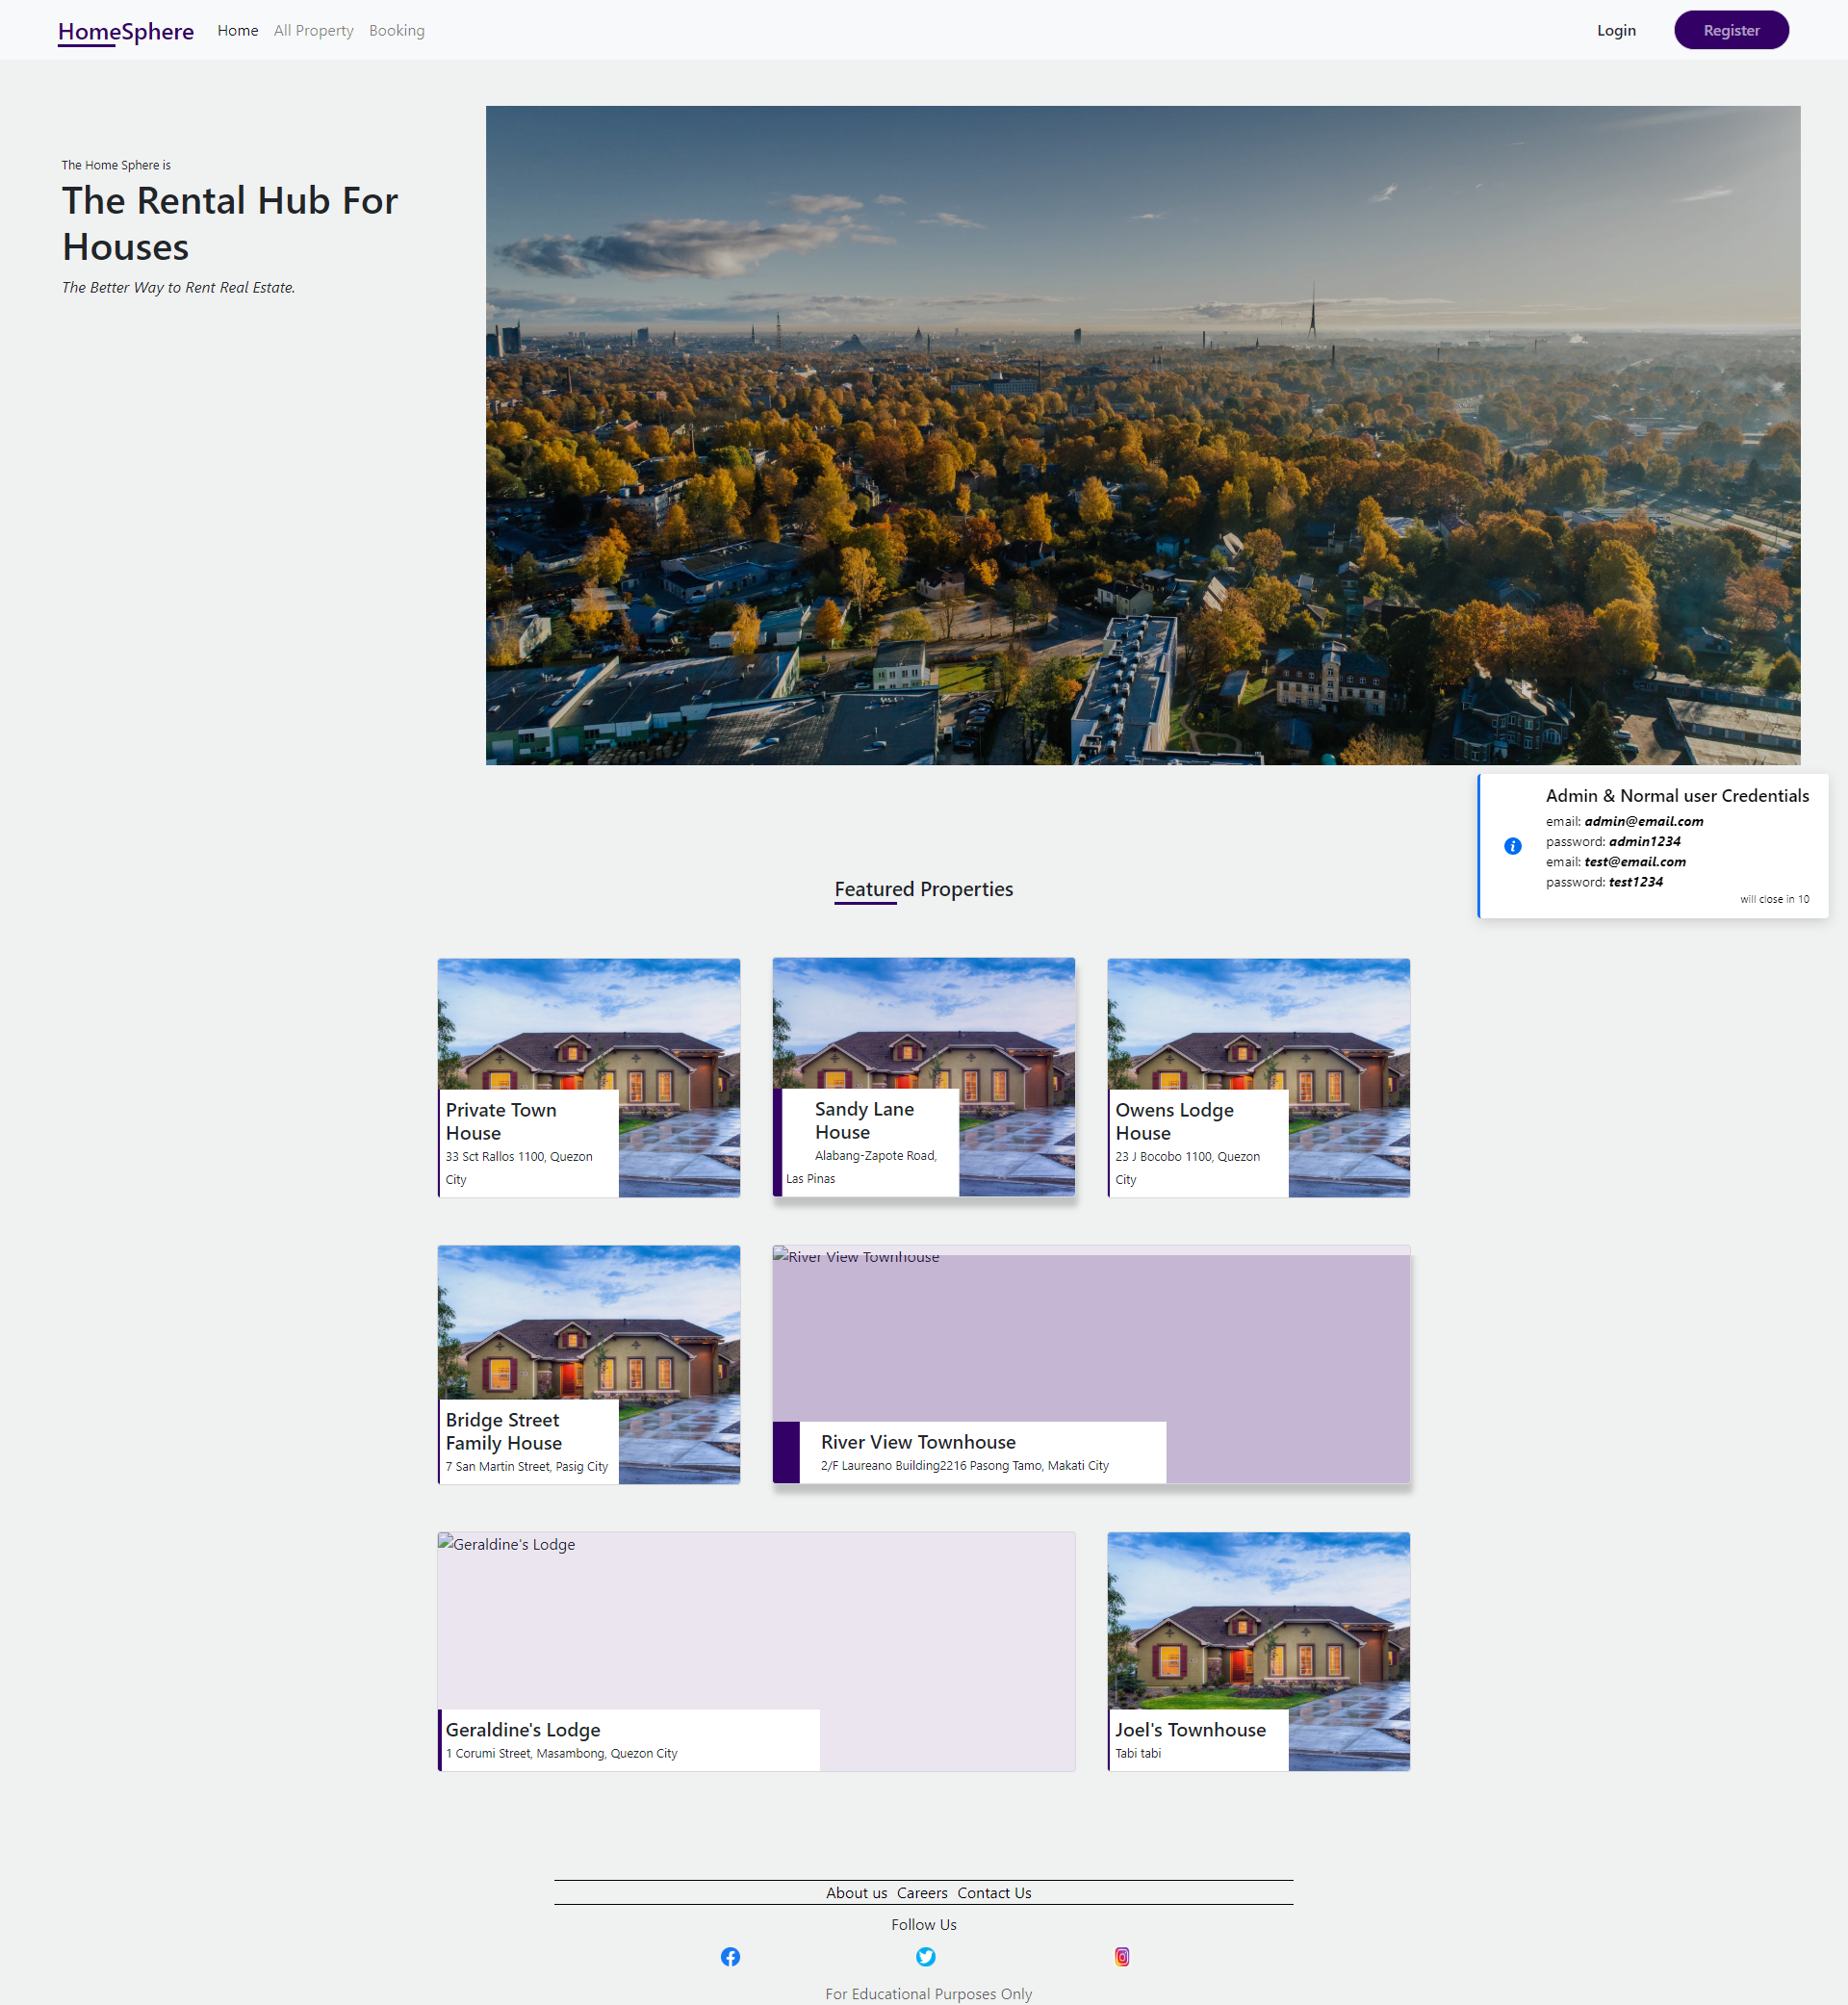 HomeSphere
Home
All Property
Booking
Login
Register
The Home Sphere is
The Rental Hub For
Houses
The Better Way to Rent Real Estate.
Admin & Normal user Credentials
email: admin@email.com
password: admin1234
email: test@email.com
password: test1234
will close in 10
Featured Properties
Private Town
House
33 Sct Rallos 1100, Quezon
City
Sandy Lane
House
Alabang-Zapote Road,
Las Pinas
Owens Lodge
House
23 J Bocobo 1100, Quezon
City
Bridge Street
Family House
7 San Martin Street, Pasig City
River View Townhouse
River View Townhouse
2/F Laureano Building2216 Pasong Tamo, Makati City
Geraldine's Lodge
Geraldine's Lodge
1 Corumi Street, Masambong, Quezon City
Joel's Townhouse
Tabi tabi
About us Careers Contact Us
Follow Us
For Educational Purposes Only